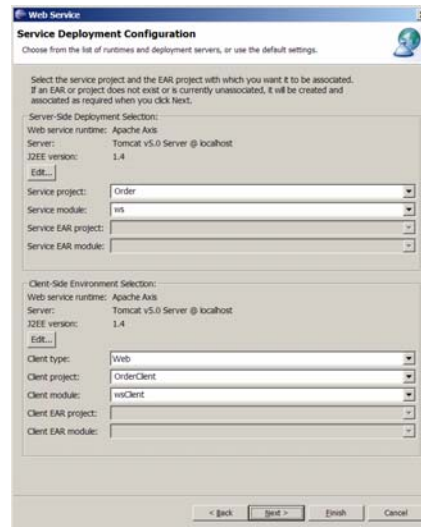 Web Service
Service Deployment Configuration
Choose from the list of runtimes and deployment servers, or use the default settings.
Select the service project and the EAR project with which you want it to be associated.
If an EAR or project does not exist or is currently unassociated, it will be created and
associated as required when you click Next.
Server-Side Deployment Selection:
Web service runtime: Apache Axis
Server: Tomcat v5.0 Server @ localhost
J2EE version: 1.4
Edit...
Service project: Order
Service module: ws
Service EAR project:
Service EAR module:
Client-Side Environment Selection:
Web service runtime: Apache Axis
Server: Tomcat v5.0 Server @ localhost
J2EE version: 1.4
Edit...
Client type: Web
Client project: OrderClient
Client module: wsClient
Client EAR project:
Client EAR module:
< Back Next > Finish Cancel